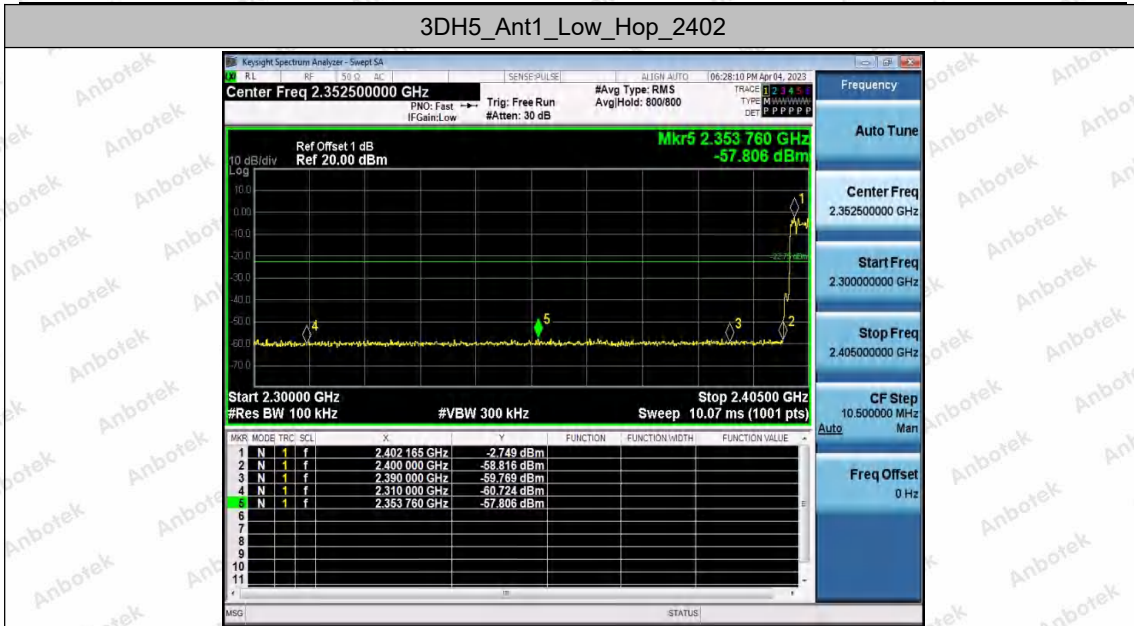 3DH5_Ant1_Low_Hop_2402
Keysight Spectrum Analyzer - Swept SA
RL RF 50 Ω AC SENSE:PULSE ALIGN AUTO 06:28:10 PM Apr 04, 2023
Center Freq 2.352500000 GHz
PNO: Fast
IFGain:Low
Trig: Free Run
#Atten: 30 dB
#Avg Type: RMS
Avg|Hold: 800/800
TRACE 1 2 3 4 5 6
TYPE M W W W W W
DET P P P P P P
Mkr5 2.353 760 GHz
-57.806 dBm
Ref Offset 1 dB
10 dB/div Ref 20.00 dBm
Log
10.0
0.00
-10.0
-20.0
-30.0
-40.0
-50.0
-60.0
-70.0
-22.75 dBm
1
2
3
4
5
Start 2.30000 GHz Stop 2.40500 GHz
#Res BW 100 kHz #VBW 300 kHz Sweep 10.07 ms (1001 pts)
MKR MODE TRC SCL X Y FUNCTION FUNCTION WIDTH FUNCTION VALUE
1 N 1 f 2.402 165 GHz -2.749 dBm
2 N 1 f 2.400 000 GHz -58.816 dBm
3 N 1 f 2.390 000 GHz -59.769 dBm
4 N 1 f 2.310 000 GHz -60.724 dBm
5 N 1 f 2.353 760 GHz -57.806 dBm
6
7
8
9
10
11
MSG STATUS
Frequency
Auto Tune
Center Freq
2.352500000 GHz
Start Freq
2.300000000 GHz
Stop Freq
2.405000000 GHz
CF Step
10.500000 MHz
Auto Man
Freq Offset
0 Hz
Anbotek